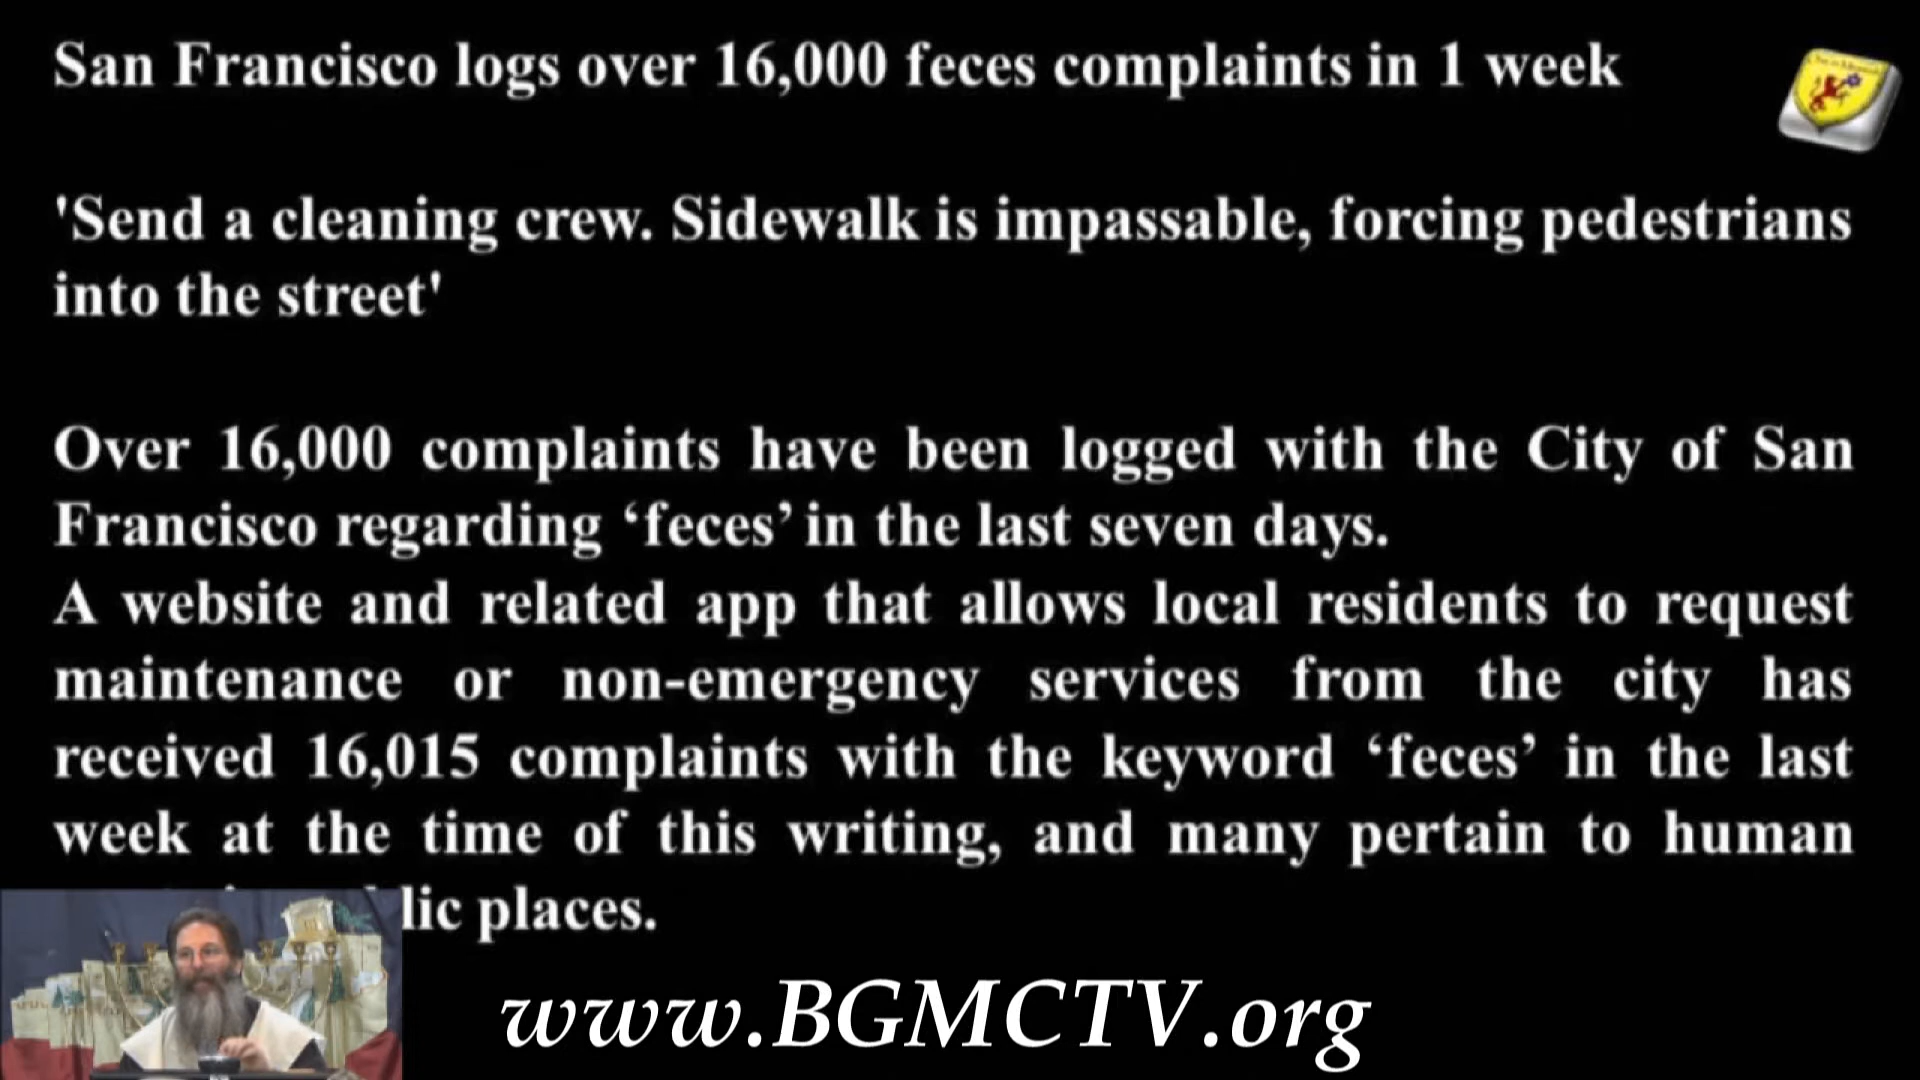 San Francisco logs over 16,000 feces complaints in 1 week
'Send a cleaning crew. Sidewalk is impassable, forcing pedestrians
into the street'
Over 16,000 complaints have been logged with the City of San
Francisco regarding ‘feces’ in the last seven days.
A website and related app that allows local residents to request
maintenance or non-emergency services from the city has
received 16,015 complaints with the keyword ‘feces’ in the last
week at the time of this writing, and many pertain to human
places.
www.BGMCTV.org